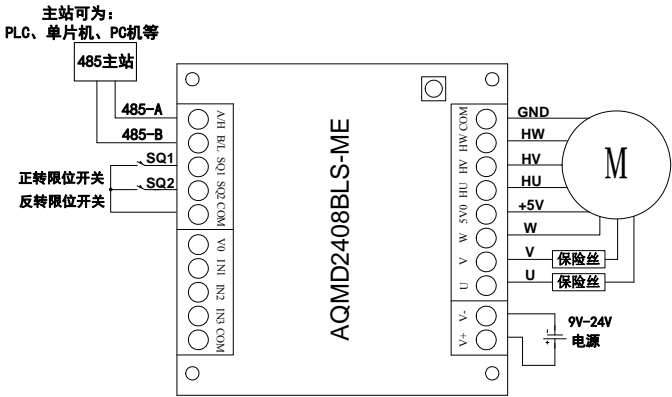 主站可为：
PLC、单片机、PC机等
485主站
485-A
485-B
SQ1
正转限位开关
SQ2
反转限位开关
A/H
B/L
SQ1
SQ2
COM
V0
IN1
IN2
IN3
COM
AQMD2408BLS-ME
COM
HW
HV
HU
5V0
W
V
U
V-
V+
GND
HW
HV
HU
+5V
W
V
保险丝
U
保险丝
M
9V-24V
电源
-
+